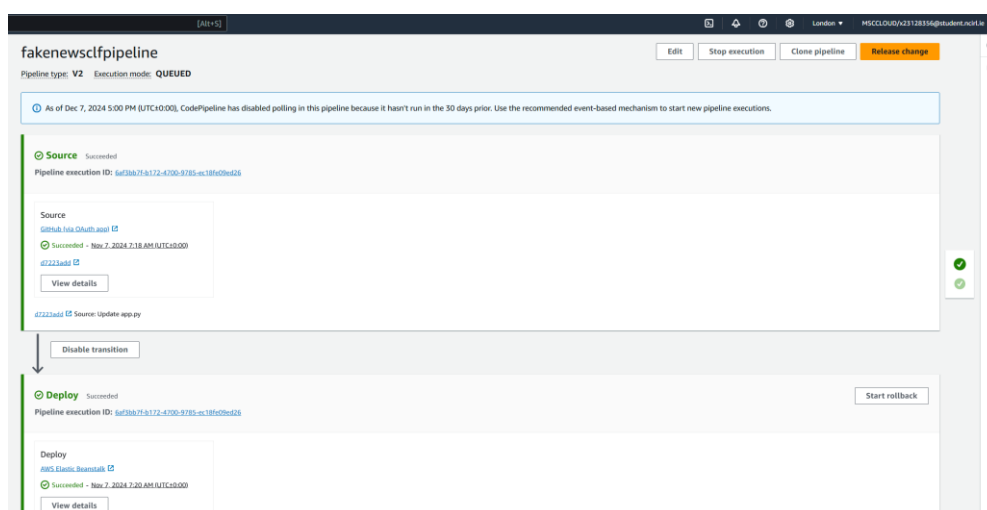 [Alt+S]
London ▼
MSCCLOUD/x23128356@student.ncirl.ie
fakenewsclfpipeline
Edit
Stop execution
Clone pipeline
Release change
Pipeline type: V2 Execution mode: QUEUED
As of Dec 7, 2024 5:00 PM (UTC±0:00), CodePipeline has disabled polling in this pipeline because it hasn't run in the 30 days prior. Use the recommended event-based mechanism to start new pipeline executions.
Source Succeeded
Pipeline execution ID: 6af3bb7f-b172-4700-9785-ec18fe09ed26
Source
GitHub (via OAuth app)
Succeeded - Nov 7, 2024 7:18 AM (UTC±0:00)
d7223add
View details
d7223add Source: Update app.py
Disable transition
Deploy Succeeded
Start rollback
Pipeline execution ID: 6af3bb7f-b172-4700-9785-ec18fe09ed26
Deploy
AWS Elastic Beanstalk
Succeeded - Nov 7, 2024 7:20 AM (UTC±0:00)
View details